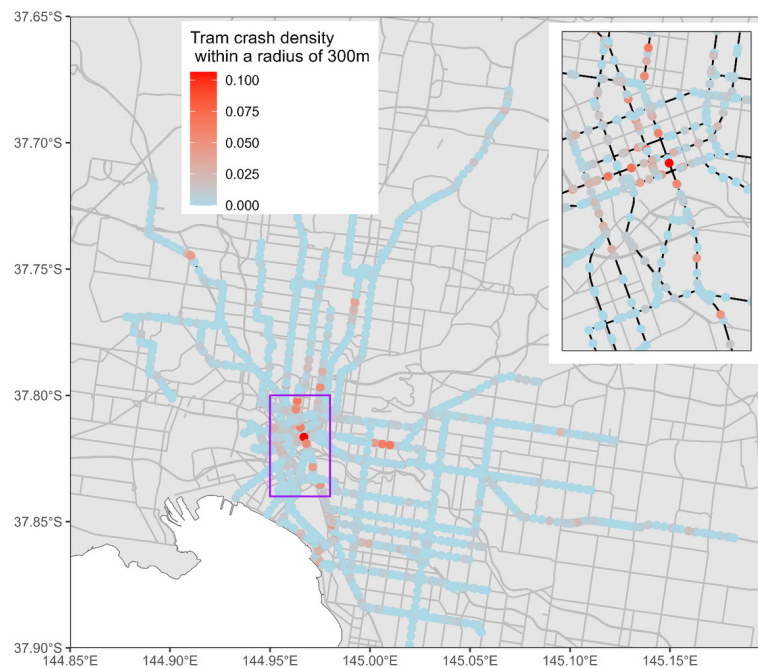 37.65°S
Tram crash density
within a radius of 300m
0.100
0.075
0.050
0.025
0.000
37.70°S
37.75°S
37.80°S
37.85°S
37.90°S
144.85°E
144.90°E
144.95°E
145.00°E
145.05°E
145.10°E
145.15°E